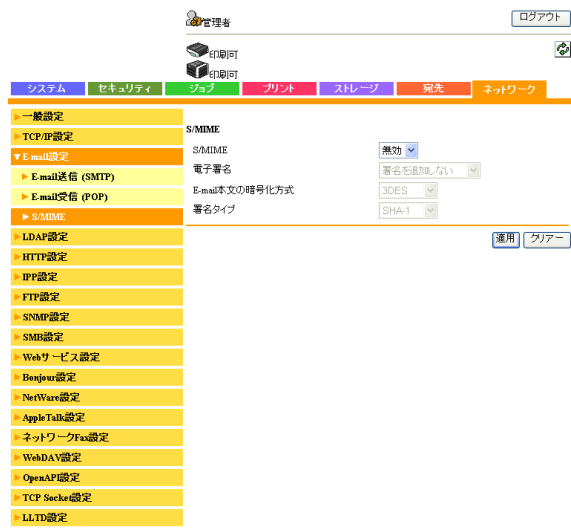 管理者
ログアウト
印刷可
印刷可
システム
セキュリティ
ジョブ
プリント
ストレージ
宛先
ネットワーク
一般設定
TCP/IP設定
E-mail設定
E-mail送信 (SMTP)
E-mail受信 (POP)
S/MIME
LDAP設定
HTTP設定
IPP設定
FTP設定
SNMP設定
SMB設定
Webサービス設定
Bonjour設定
NetWare設定
AppleTalk設定
ネットワークFax設定
WebDAV設定
OpenAPI設定
TCP Socket設定
LLTD設定
S/MIME
S/MIME 無効
電子署名 署名を追加しない
E-mail本文の暗号化方式 3DES
署名タイプ SHA-1
適用 クリアー